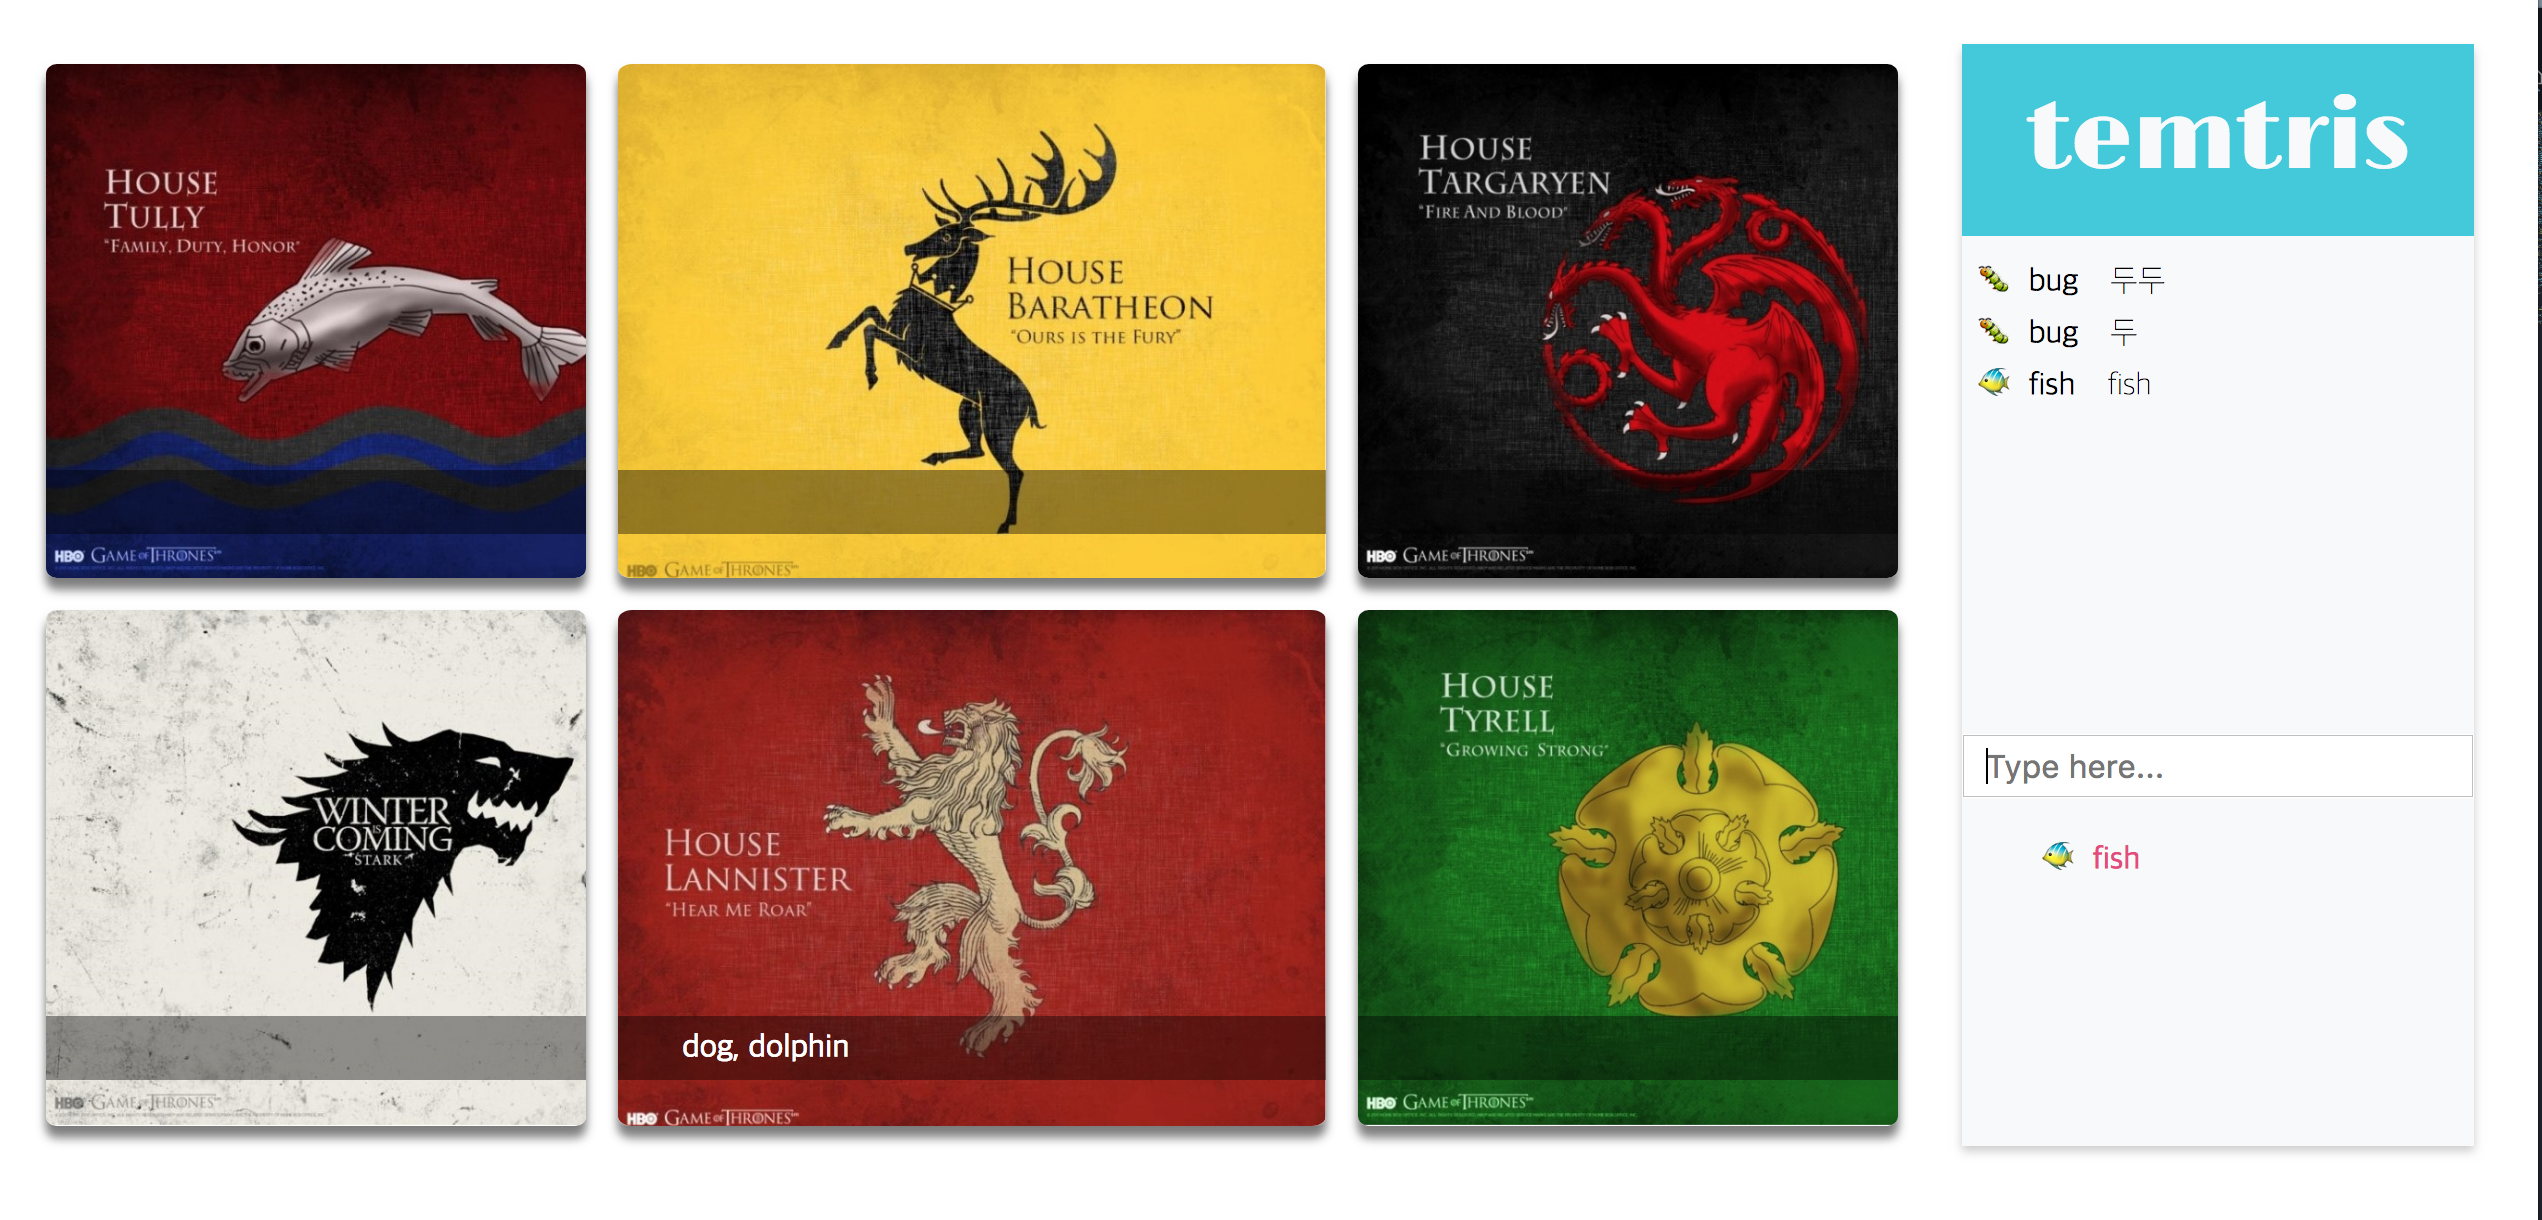 HOUSE
TULLY
"FAMILY, DUTY, HONOR"
HBO GAME OF THRONES
HOUSE
BARATHEON
"OURS IS THE FURY"
HBO GAME OF THRONES
HOUSE
TARGARYEN
"FIRE AND BLOOD"
HBO GAME OF THRONES
WINTER
IS
COMING
STARK
HBO GAME OF THRONES
HOUSE
LANNISTER
"HEAR ME ROAR"
dog, dolphin
HBO GAME OF THRONES
HOUSE
TYRELL
"GROWING STRONG"
HBO GAME OF THRONES
temtris
bug 두두
bug 두
fish fish
Type here...
fish